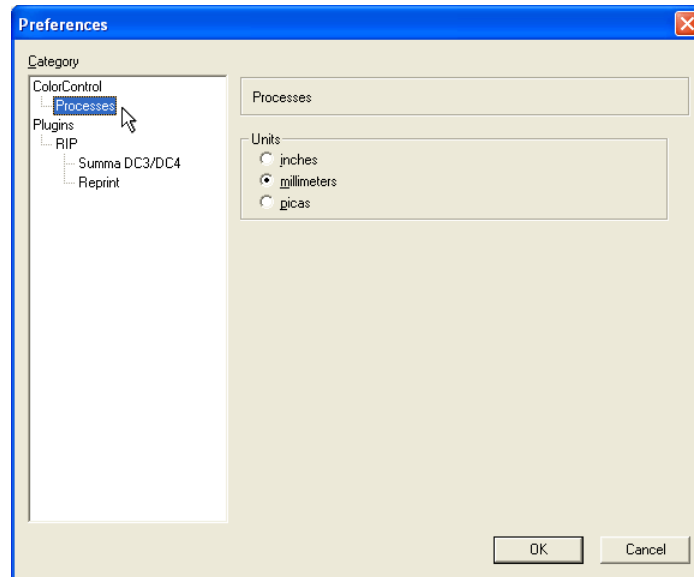 Preferences
Category
ColorControl
Processes
Plugins
RIP
Summa DC3/DC4
Reprint
Processes
Units
inches
millimeters
picas
OK Cancel